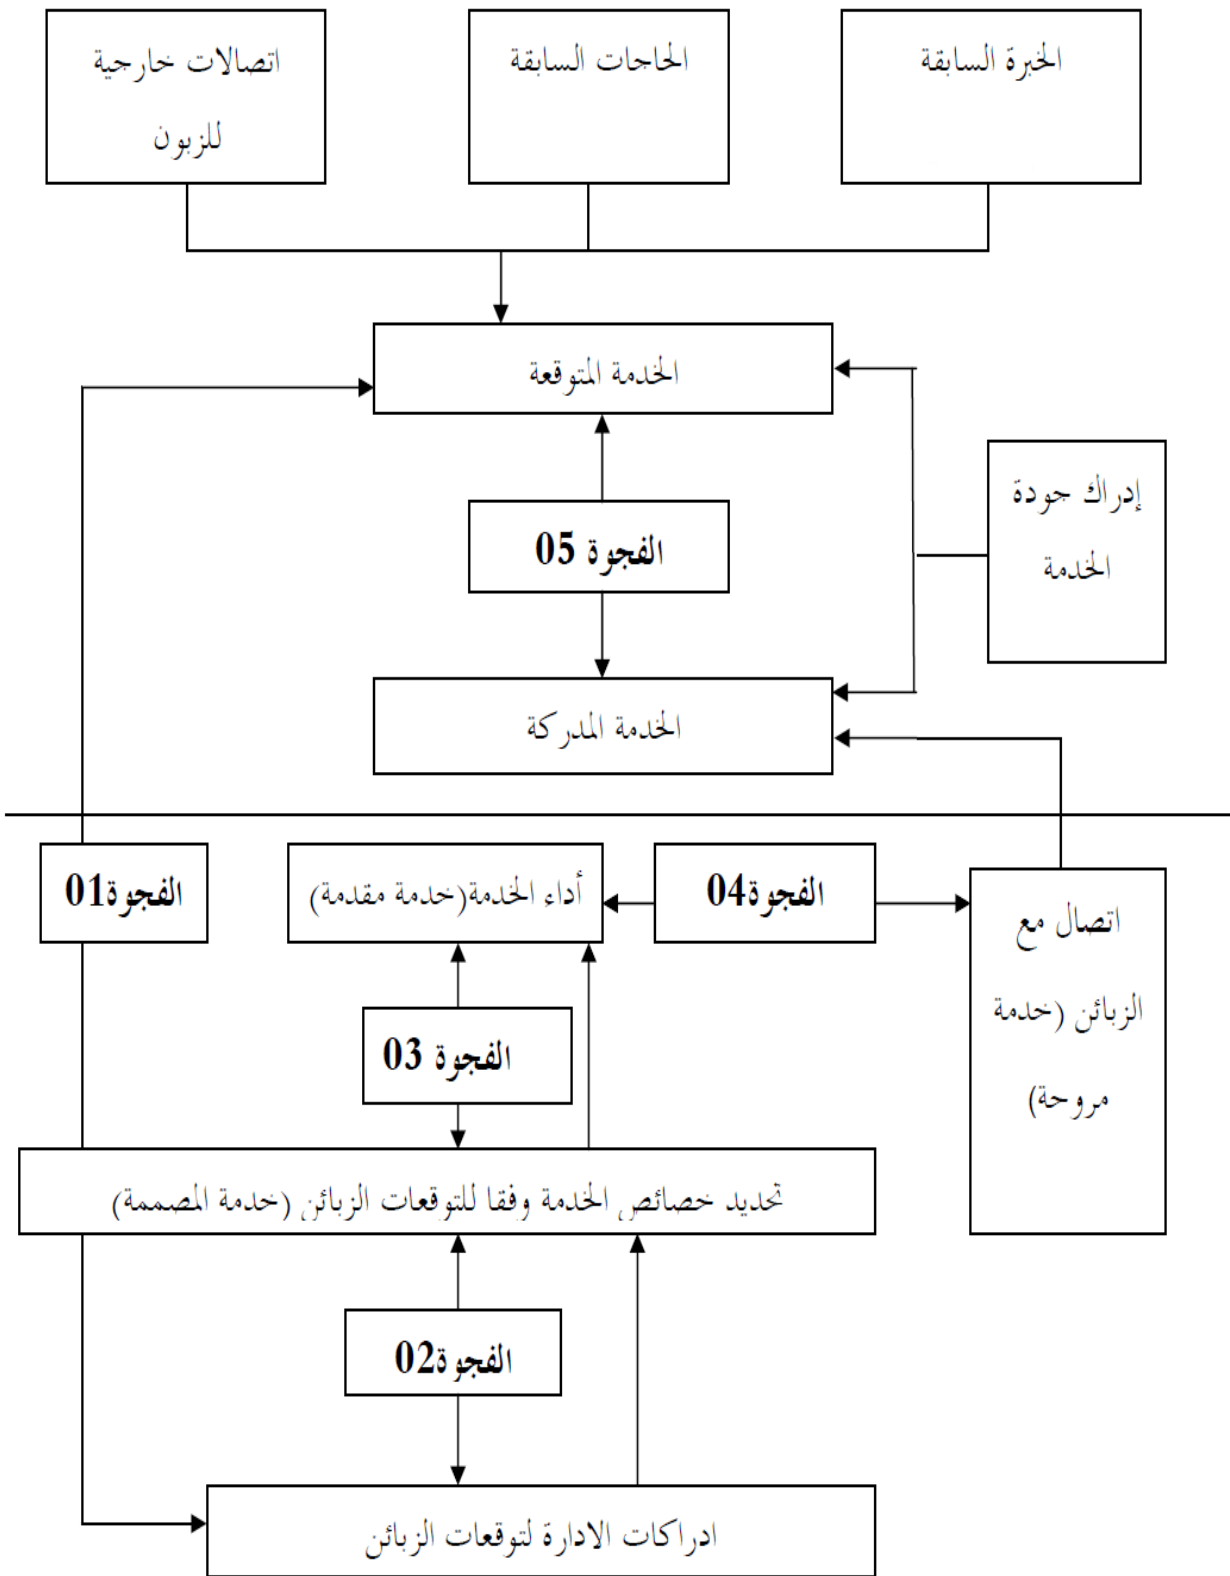 الخبرة السابقة
الحاجات السابقة
اتصالات خارجية
للزبون
الخدمة المتوقعة
إدراك جودة
الخدمة
الفجوة 05
الخدمة المدركة
الفجوة01
أداء الخدمة(خدمة مقدمة)
الفجوة04
اتصال مع
الزبائن (خدمة
مروحة)
الفجوة 03
تحديد خصائص الخدمة وفقا للتوقعات الزبائن (خدمة المصممة)
الفجوة02
ادراكات الادارة لتوقعات الزبائن